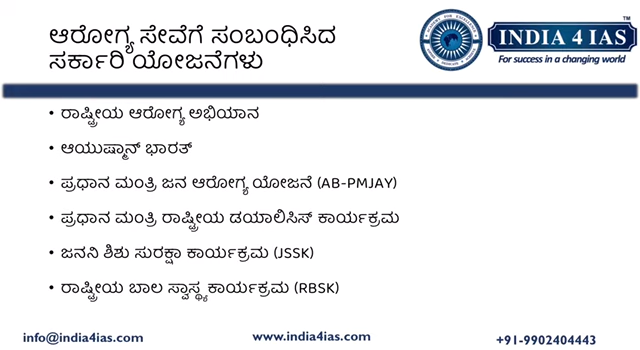 ಆರೋಗ್ಯ ಸೇವೆಗೆ ಸಂಬಂಧಿಸಿದ
ಸರ್ಕಾರಿ ಯೋಜನೆಗಳು
INDIA 4 IAS
TM
For success in a changing world
• ರಾಷ್ಟ್ರೀಯ ಆರೋಗ್ಯ ಅಭಿಯಾನ
• ಆಯುಷ್ಮಾನ್ ಭಾರತ್
• ಪ್ರಧಾನ ಮಂತ್ರಿ ಜನ ಆರೋಗ್ಯ ಯೋಜನೆ (AB-PMJAY)
• ಪ್ರಧಾನ ಮಂತ್ರಿ ರಾಷ್ಟ್ರೀಯ ಡಯಾಲಿಸಿಸ್ ಕಾರ್ಯಕ್ರಮ
• ಜನನಿ ಶಿಶು ಸುರಕ್ಷಾ ಕಾರ್ಯಕ್ರಮ (JSSK)
• ರಾಷ್ಟ್ರೀಯ ಬಾಲ ಸ್ವಾಸ್ಥ್ಯ ಕಾರ್ಯಕ್ರಮ (RBSK)
info@india4ias.com
www.india4ias.com
+91-9902404443